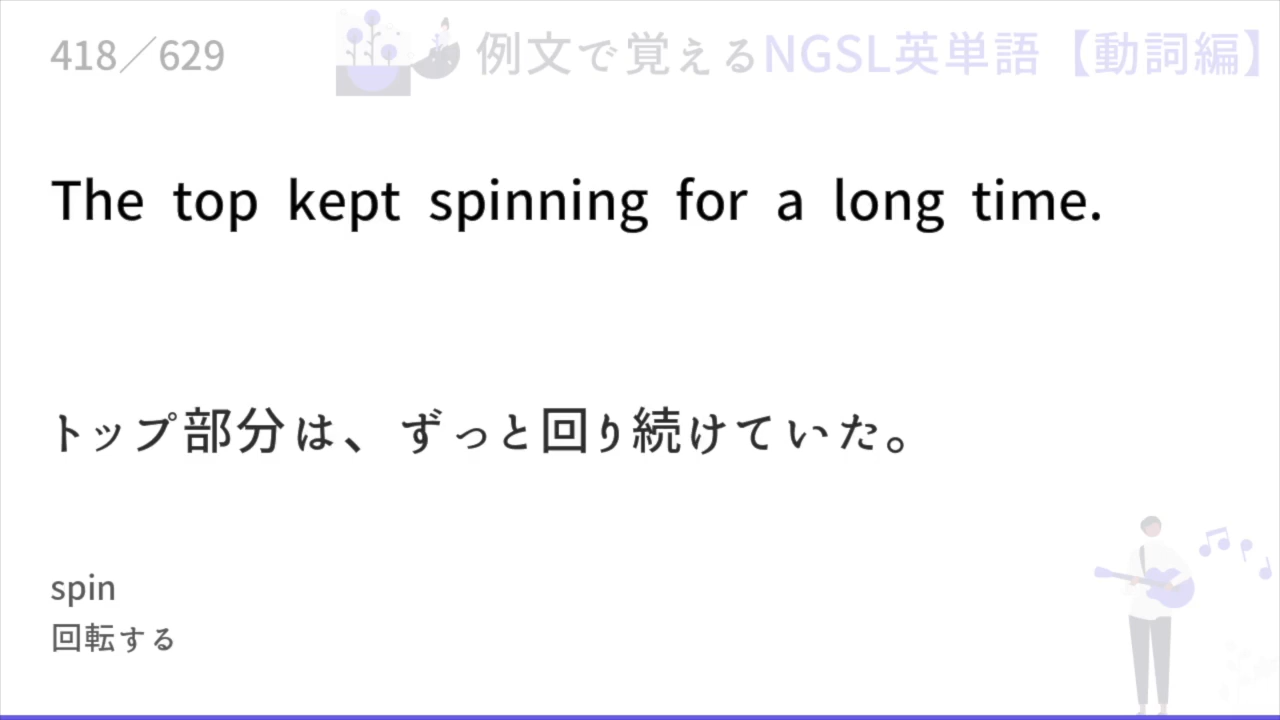 418／629
例文で覚えるNGSL英単語【動詞編】
The top kept spinning for a long time.
トップ部分は、ずっと回り続けていた。
spin
回転する